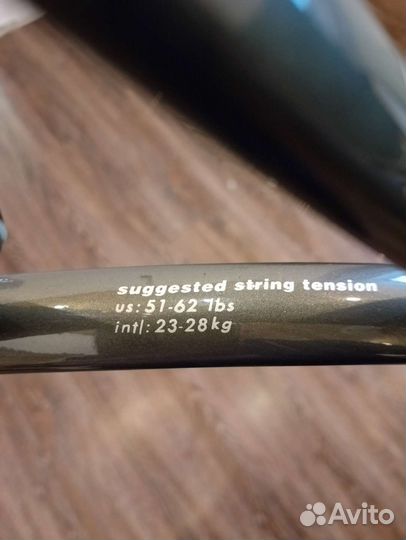 suggested string tension
us: 51-62 lbs
intl: 23-28kg
Avito